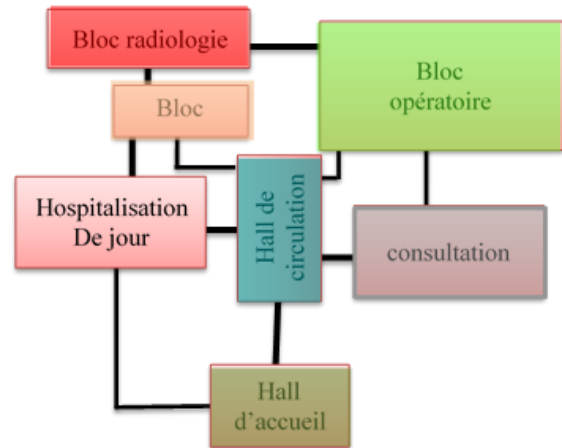 Bloc radiologie
Bloc
opératoire
Bloc
Hospitalisation
De jour
Hall de
circulation
consultation
Hall
d'accueil